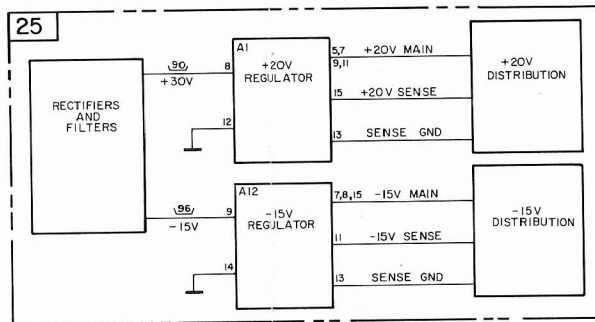 25
RECTIFIERS
AND
FILTERS
90
+30V
8
A1
+20V
REGULATOR
12
5,7
9,11
+20V MAIN
15
+20V SENSE
13
SENSE GND
+20V
DISTRIBUTION
96
-15V
9
A12
-15V
REGULATOR
14
7,8,15
-15V MAIN
11
-15V SENSE
13
SENSE GND
-15V
DISTRIBUTION